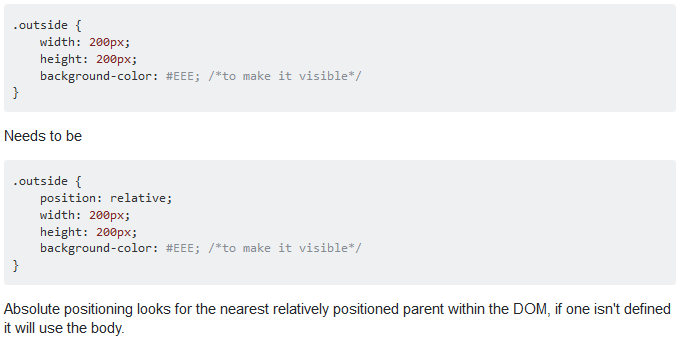 .outside {
    width: 200px;
    height: 200px;
    background-color: #EEE; /*to make it visible*/
}
Needs to be
.outside {
    position: relative;
    width: 200px;
    height: 200px;
    background-color: #EEE; /*to make it visible*/
}
Absolute positioning looks for the nearest relatively positioned parent within the DOM, if one isn't defined
it will use the body.